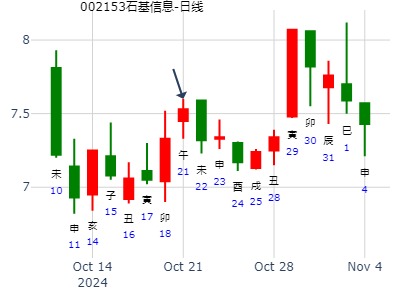 002153石基信息-日线
8
7.5
7
未
10
申
11
亥
14
子
15
丑
16
寅
17
卯
18
午
21
未
22
申
23
酉
24
戌
25
丑
28
寅
29
卯
30
辰
31
巳
1
申
4
Oct 14
2024
Oct 21
Oct 28
Nov 4